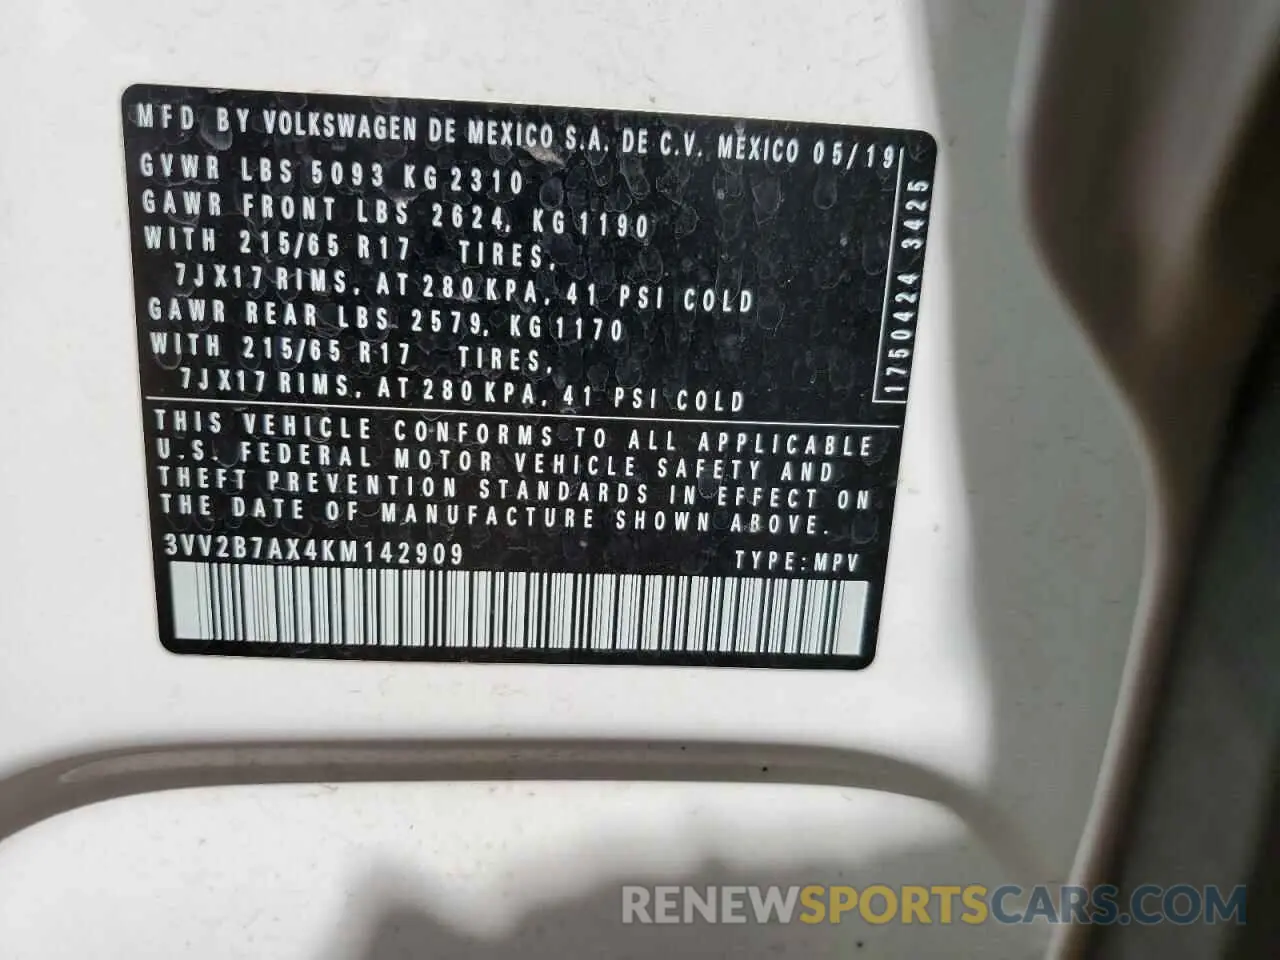 MFD BY VOLKSWAGEN DE MEXICO S.A. DE C.V. MEXICO 05/19
GVWR LBS 5093 KG 2310
GAWR FRONT LBS 2624, KG 1190
WITH 215/65 R17 TIRES,
7JX17 RIMS, AT 280 KPA, 41 PSI COLD
GAWR REAR LBS 2579, KG 1170
WITH 215/65 R17 TIRES,
7JX17 RIMS, AT 280 KPA, 41 PSI COLD
1750424 3425
THIS VEHICLE CONFORMS TO ALL APPLICABLE
U.S. FEDERAL MOTOR VEHICLE SAFETY AND
THEFT PREVENTION STANDARDS IN EFFECT ON
THE DATE OF MANUFACTURE SHOWN ABOVE.
3VV2B7AX4KM142909 TYPE: MPV
RENEWSPORTSCARS.COM